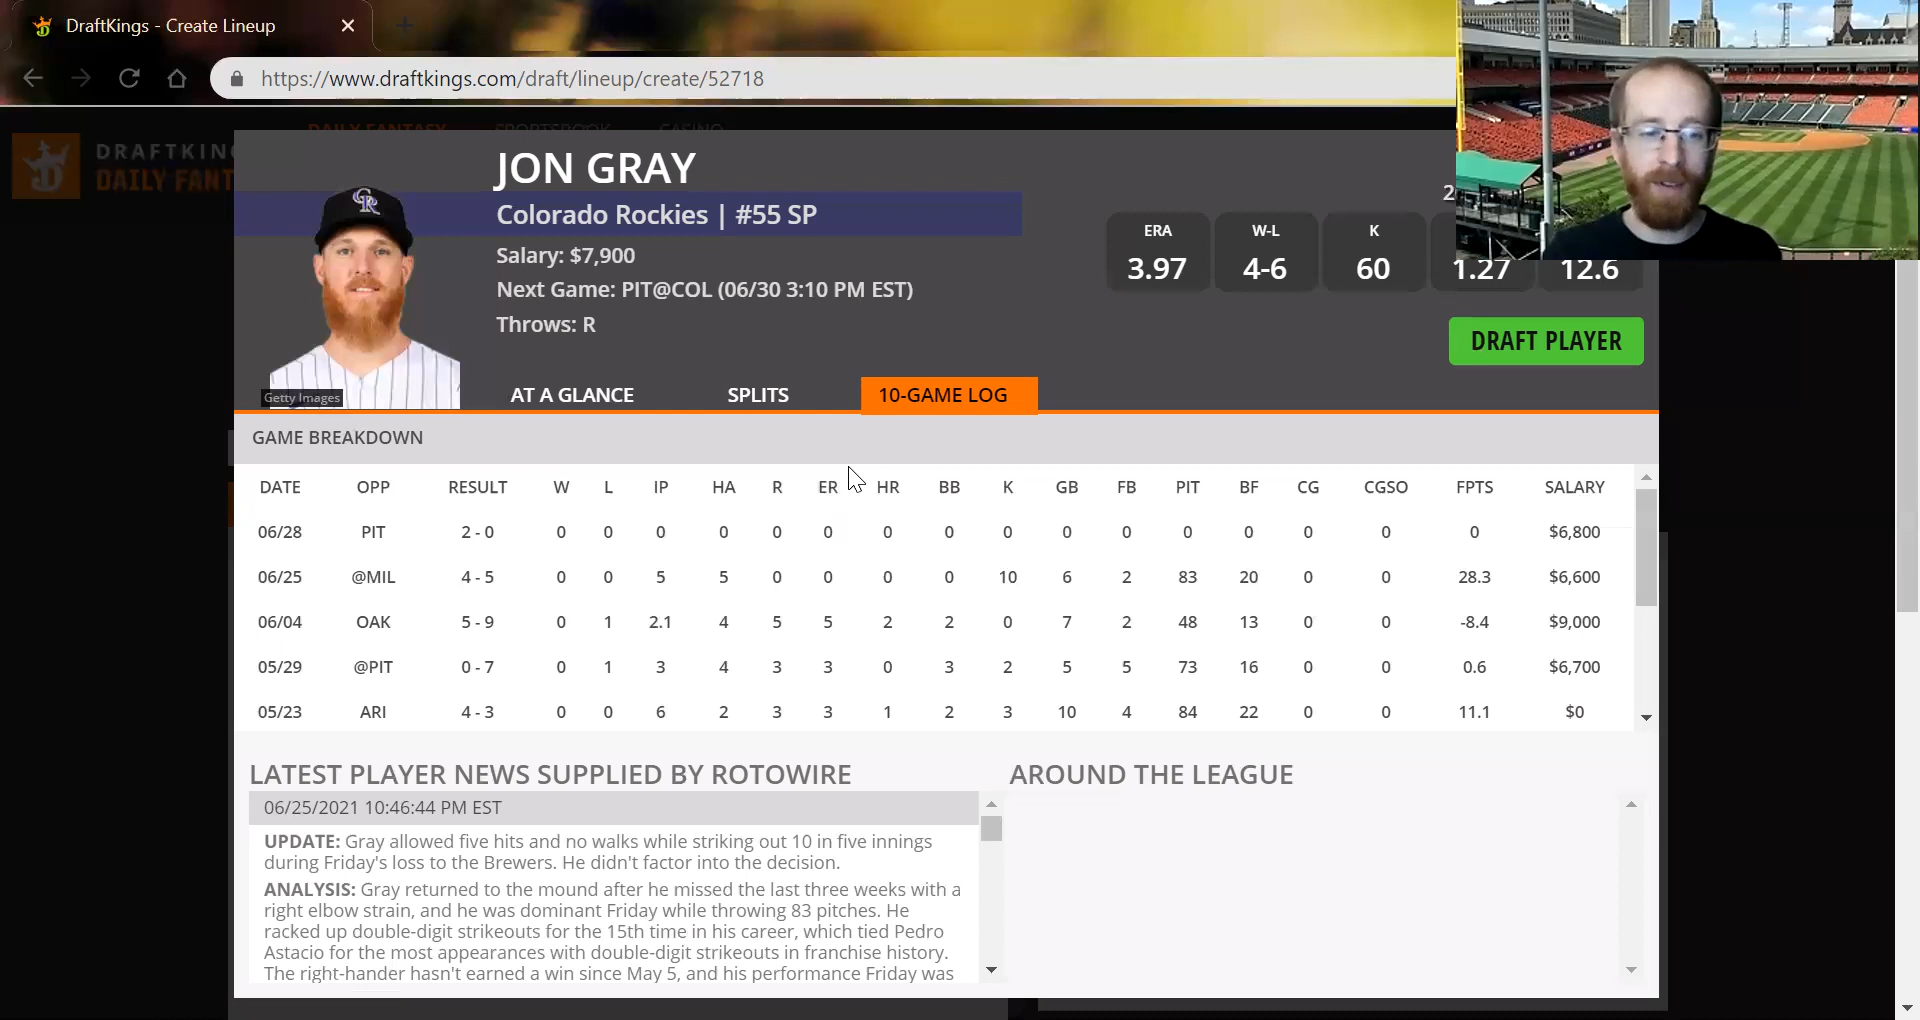 DraftKings - Create Lineup
https://www.draftkings.com/draft/lineup/create/52718
DAILY FANTASY SPORTSBOOK CASINO
DRAFTKIN
DAILY FANT
JON GRAY
Colorado Rockies | #55 SP
Salary: $7,900
Next Game: PIT@COL (06/30 3:10 PM EST)
Throws: R
2
ERA W-L K
3.97 4-6 60 1.27 12.6
DRAFT PLAYER
Getty Images
AT A GLANCE SPLITS 10-GAME LOG
GAME BREAKDOWN
DATE OPP RESULT W L IP HA R ER HR BB K GB FB PIT BF CG CGSO FPTS SALARY
06/28 PIT 2 - 0 0 0 0 0 0 0 0 0 0 0 0 0 0 0 0 0 $6,800
06/25 @MIL 4 - 5 0 0 5 5 0 0 0 0 10 6 2 83 20 0 0 28.3 $6,600
06/04 OAK 5 - 9 0 1 2.1 4 5 5 2 2 0 7 2 48 13 0 0 -8.4 $9,000
05/29 @PIT 0 - 7 0 1 3 4 3 3 0 3 2 5 5 73 16 0 0 0.6 $6,700
05/23 ARI 4 - 3 0 0 6 2 3 3 1 2 3 10 4 84 22 0 0 11.1 $0
LATEST PLAYER NEWS SUPPLIED BY ROTOWIRE
06/25/2021 10:46:44 PM EST
UPDATE: Gray allowed five hits and no walks while striking out 10 in five innings
during Friday's loss to the Brewers. He didn't factor into the decision.
ANALYSIS: Gray returned to the mound after he missed the last three weeks with a
right elbow strain, and he was dominant Friday while throwing 83 pitches. He
racked up double-digit strikeouts for the 15th time in his career, which tied Pedro
Astacio for the most appearances with double-digit strikeouts in franchise history.
The right-hander hasn't earned a win since May 5, and his performance Friday was
AROUND THE LEAGUE